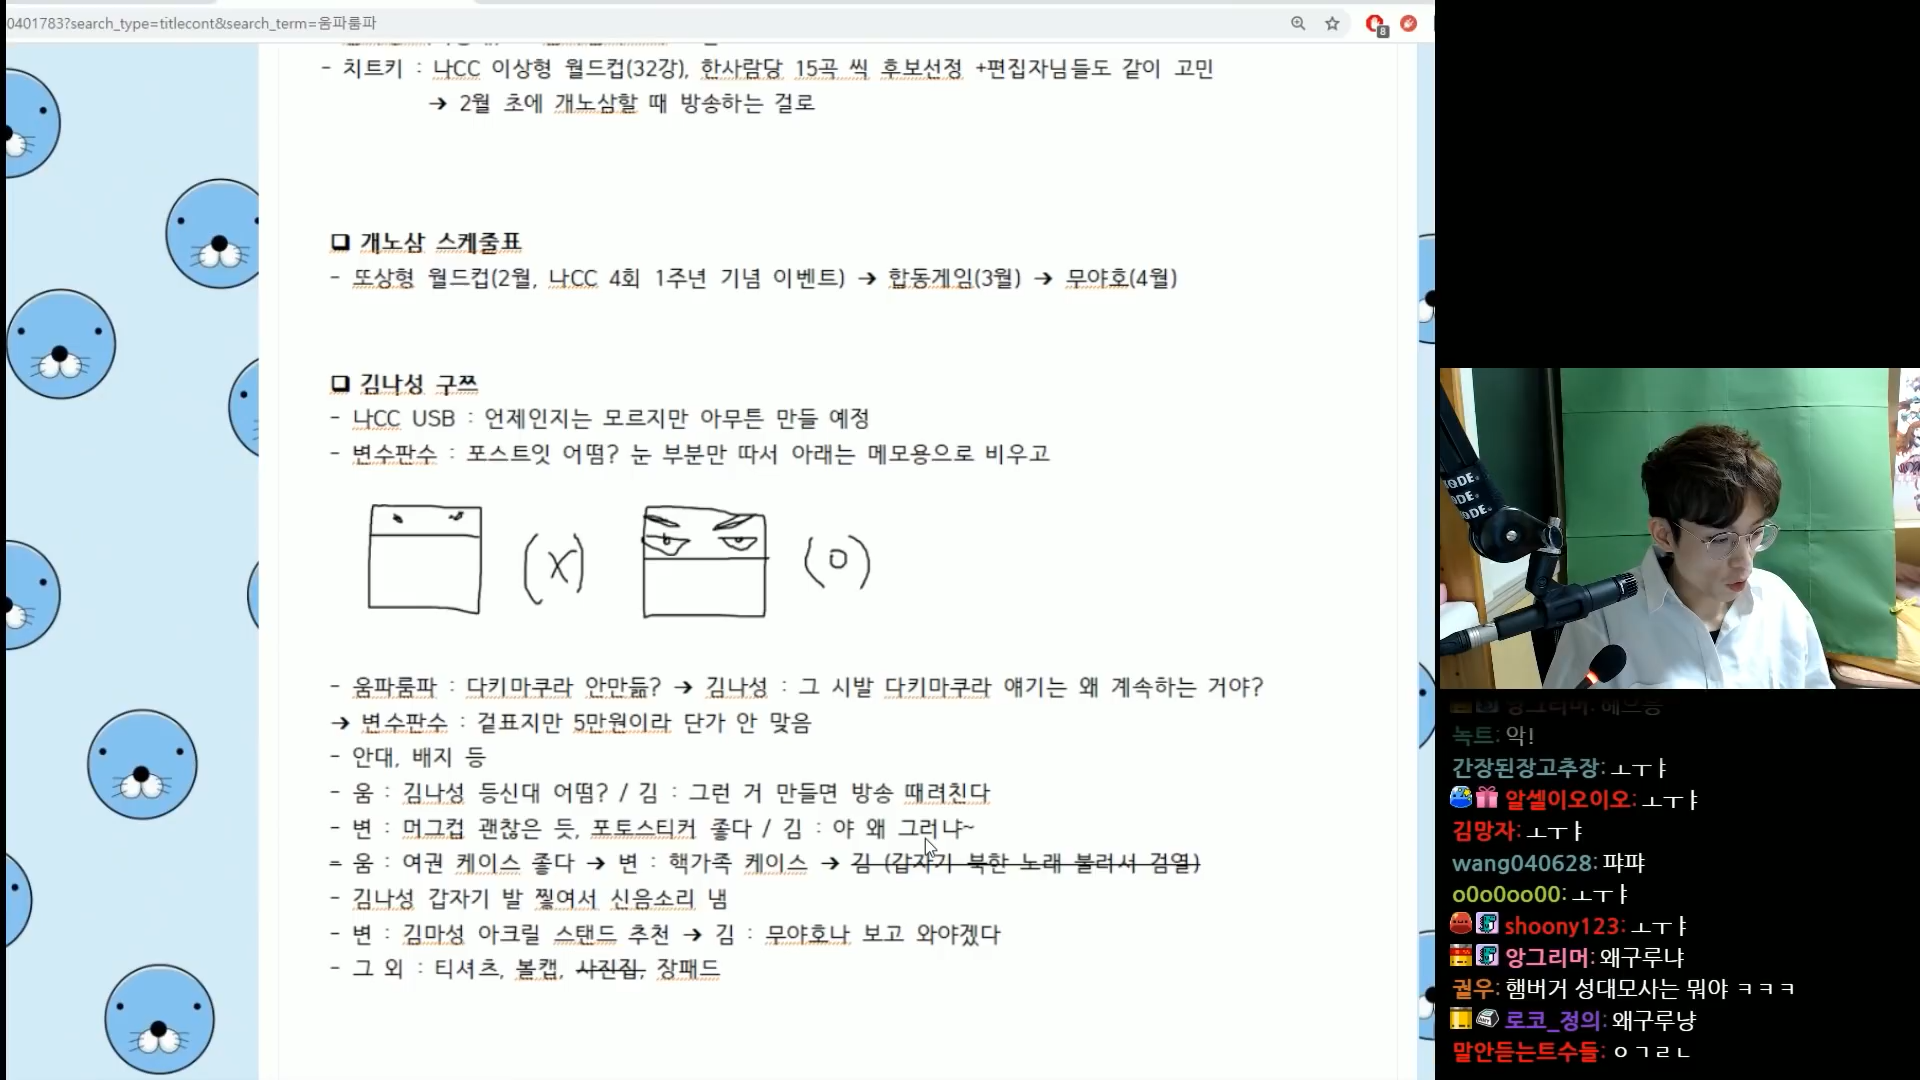 0401783?search_type=titlecont&search_term=움파룸파
8
- 치트키 : 나CC 이상형 월드컵(32강), 한사람당 15곡 씩 후보선정 +편집자님들도 같이 고민
→ 2월 초에 개노삼할 때 방송하는 걸로
❑ 개노삼 스케줄표
- 또상형 월드컵(2월, 나CC 4회 1주년 기념 이벤트) → 합동게임(3월) → 무야호(4월)
❑ 김나성 구쯔
- 나CC USB : 언제인지는 모르지만 아무튼 만들 예정
- 변수판수 : 포스트잇 어떰? 눈 부분만 따서 아래는 메모용으로 비우고
(X) (O)
- 움파룸파 : 다키마쿠라 안만듦? → 김나성 : 그 시발 다키마쿠라 얘기는 왜 계속하는 거야?
→ 변수판수 : 겉표지만 5만원이라 단가 안 맞음
- 안대, 배지 등
- 움 : 김나성 등신대 어떰? / 김 : 그런 거 만들면 방송 때려친다
- 변 : 머그컵 괜찮은 듯, 포토스티커 좋다 / 김 : 야 왜 그러냐~
- 움 : 여권 케이스 좋다 → 변 : 핵가족 케이스 → 김 (갑자기 북한 노래 불러서 검열)
- 김나성 갑자기 발 찧여서 신음소리 냄
- 변 : 김마성 아크릴 스탠드 추천 → 김 : 무야호나 보고 와야겠다
- 그 외 : 티셔츠, 볼캡, 사진집, 장패드
ODE.
ODE.
ODE.
녹트: 악!
간장된장고추장: ㅗㅜㅑ
알셀이오이오: ㅗㅜㅑ
김망자: ㅗㅜㅑ
wang040628: 퍄퍄
o0o0oo00: ㅗㅜㅑ
shoony123: ㅗㅜㅑ
앙그리머: 왜구루냐
궽우: 햄버거 성대모사는 뭐야 ㅋㅋㅋ
로코_정의: 왜구루냥
말안듣는트수들: ㅇㄱㄹㄴ